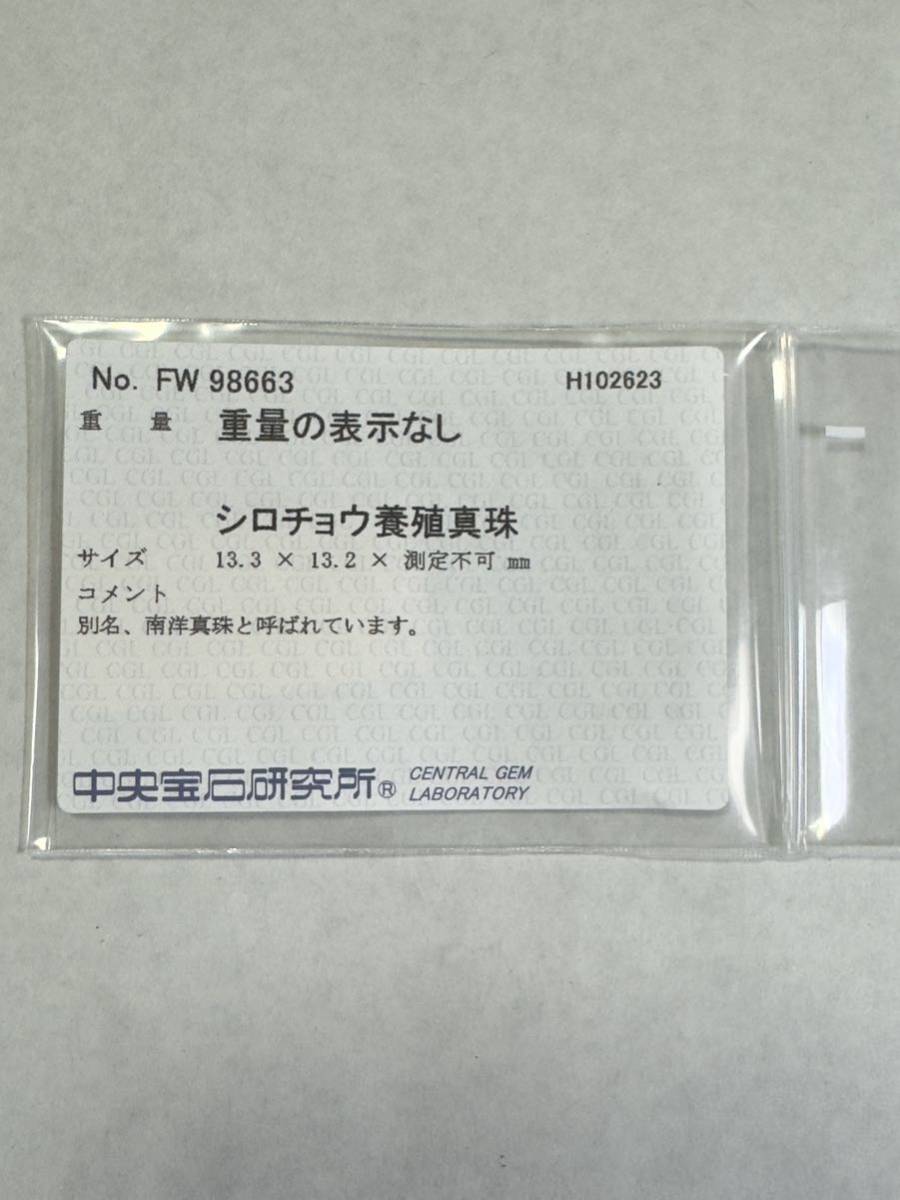 No. FW 98663 H102623
重 量 重量の表示なし
シロチョウ養殖真珠
サイズ 13.3 × 13.2 × 測定不可 mm
コメント
別名、南洋真珠と呼ばれています。
中央宝石研究所® CENTRAL GEM
LABORATORY